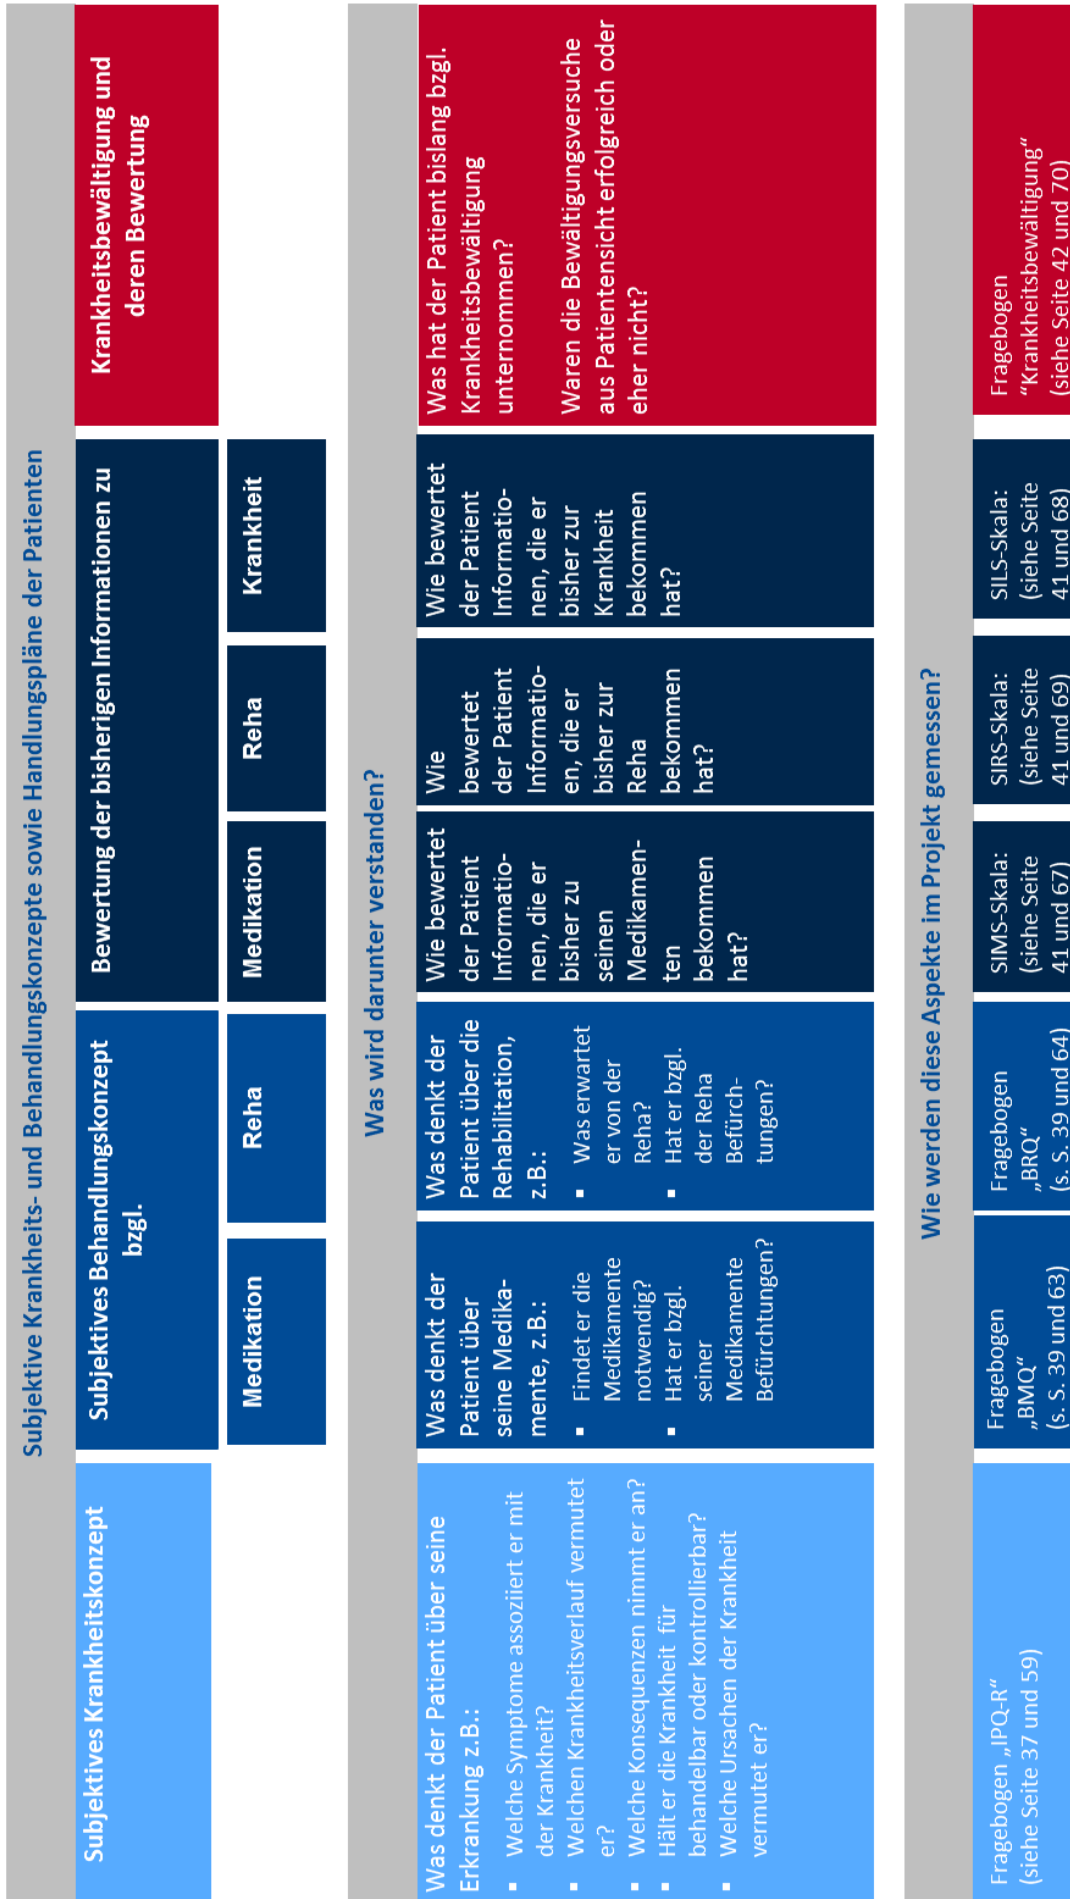 Subjektive Krankheits- und Behandlungskonzepte sowie Handlungspläne der Patienten
Subjektives Krankheitskonzept
Subjektives Behandlungskonzept
bzgl.
Bewertung der bisherigen Informationen zu
Krankheitsbewältigung und
deren Bewertung
Medikation
Reha
Medikation
Reha
Krankheit
Was wird darunter verstanden?
Was denkt der Patient über seine
Erkrankung z.B.:
▪ Welche Symptome assoziiert er mit
der Krankheit?
▪ Welchen Krankheitsverlauf vermutet
er?
▪ Welche Konsequenzen nimmt er an?
▪ Hält er die Krankheit für
behandelbar oder kontrollierbar?
▪ Welche Ursachen der Krankheit
vermutet er?
Was denkt der
Patient über
seine Medika-
mente, z.B.:
▪ Findet er die
Medikamente
notwendig?
▪ Hat er bzgl.
seiner
Medikamente
Befürchtungen?
Was denkt der
Patient über die
Rehabilitation,
z.B.:
▪ Was erwartet
er von der
Reha?
▪ Hat er bzgl.
der Reha
Befürch-
tungen?
Wie bewertet
der Patient
Informatio-
nen, die er
bisher zu
seinen
Medikamen-
ten
bekommen
hat?
Wie
bewertet
der Patient
Informatio-
en, die er
bisher zur
Reha
bekommen
hat?
Wie bewertet
der Patient
Informatio-
nen, die er
bisher zur
Krankheit
bekommen
hat?
Was hat der Patient bislang bzgl.
Krankheitsbewältigung
unternommen?
Waren die Bewältigungsversuche
aus Patientensicht erfolgreich oder
eher nicht?
Wie werden diese Aspekte im Projekt gemessen?
Fragebogen „IPQ-R“
(siehe Seite 37 und 59)
Fragebogen
„BMQ“
(s. S. 39 und 63)
Fragebogen
„BRQ“
(s. S. 39 und 64)
SIMS-Skala:
(siehe Seite
41 und 67)
SIRS-Skala:
(siehe Seite
41 und 69)
SILS-Skala:
(siehe Seite
41 und 68)
Fragebogen
“Krankheitsbewältigung“
(siehe Seite 42 und 70)